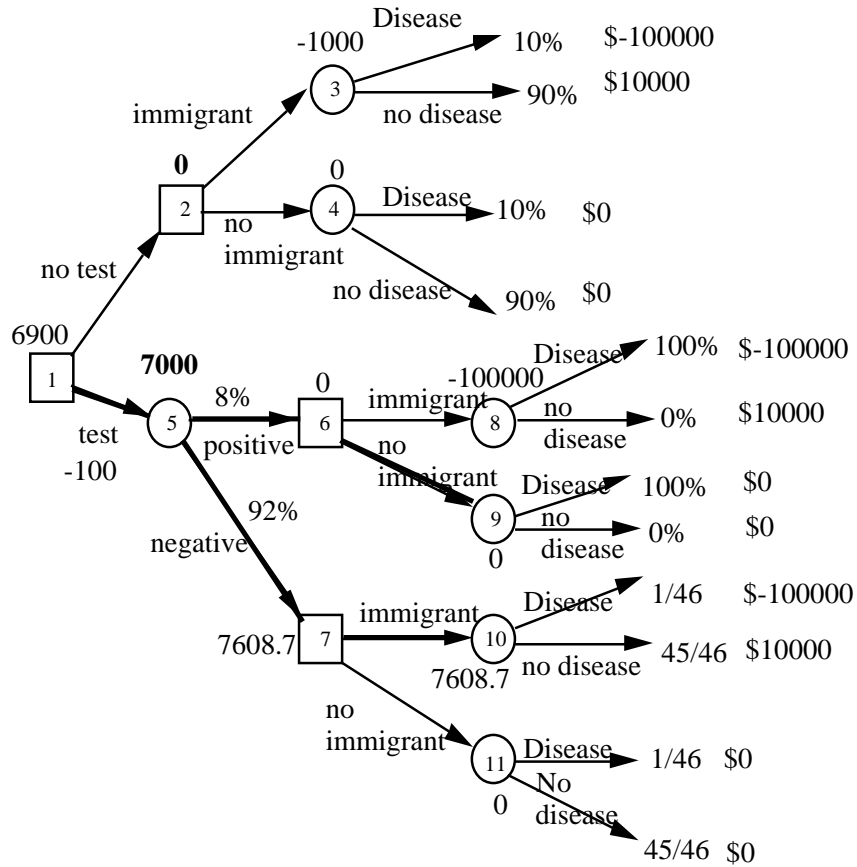 Disease
-1000
10% $-100000
3
90% $10000
immigrant
no disease
0
0
2
4
Disease
10% $0
no
immigrant
no test
no disease
90% $0
6900
1
7000
test
-100
5
8%
positive
0
6
immigrant
-100000
8
Disease
100% $-100000
no
disease
0% $10000
no
immigrant
9
0
Disease
100% $0
no
disease
0% $0
92%
negative
7608.7
7
immigrant
10
7608.7
Disease
1/46 $-100000
no disease
45/46 $10000
no
immigrant
11
0
Disease
1/46 $0
No
disease
45/46 $0